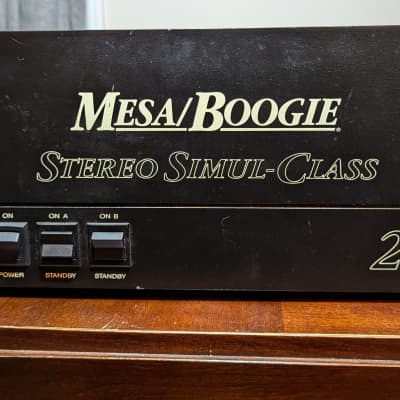 MESA/BOOGIE®
STEREO SIMUL-CLASS
ON ON A ON B
POWER STANDBY STANDBY
2